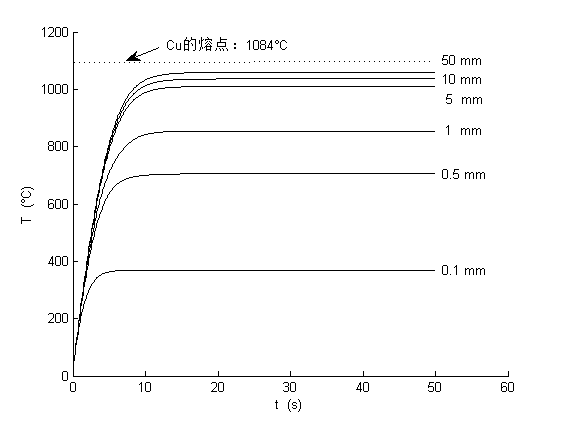 1200
Cu的熔点：1084℃
50 mm
1000
10 mm
5 mm
800
1 mm
0.5 mm
600
T (℃)
400
0.1 mm
200
0
0 10 20 30 40 50 60
t (s)